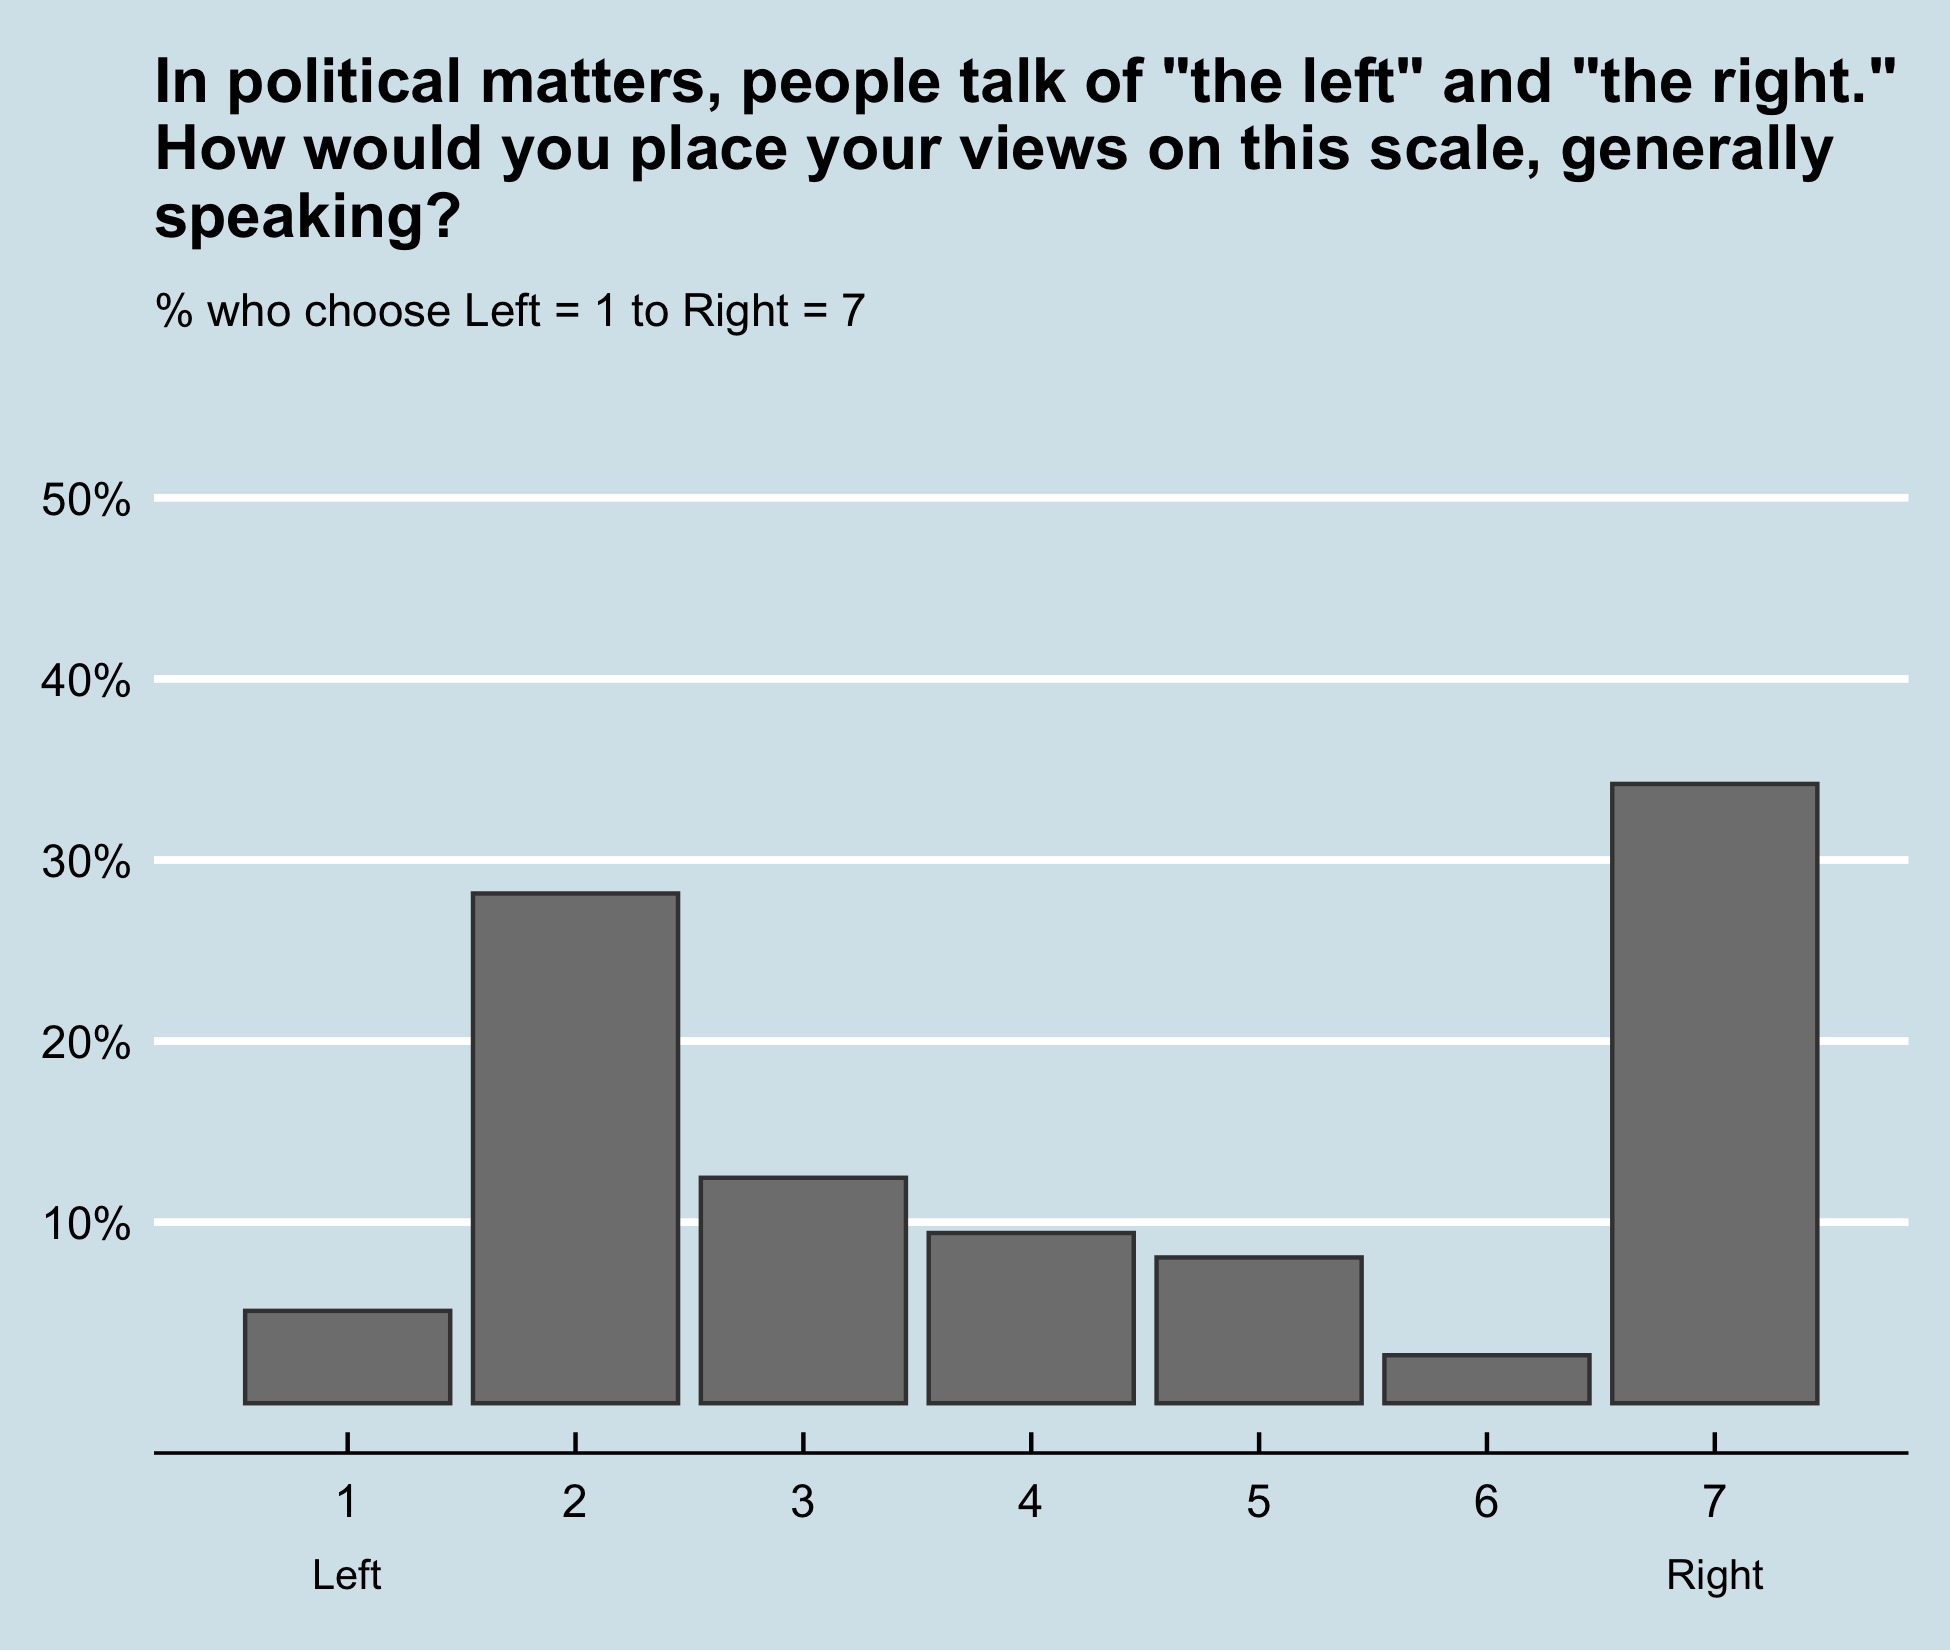 In political matters, people talk of "the left" and "the right."
How would you place your views on this scale, generally
speaking?
% who choose Left = 1 to Right = 7
50%
40%
30%
20%
10%
1 2 3 4 5 6 7
Left Right